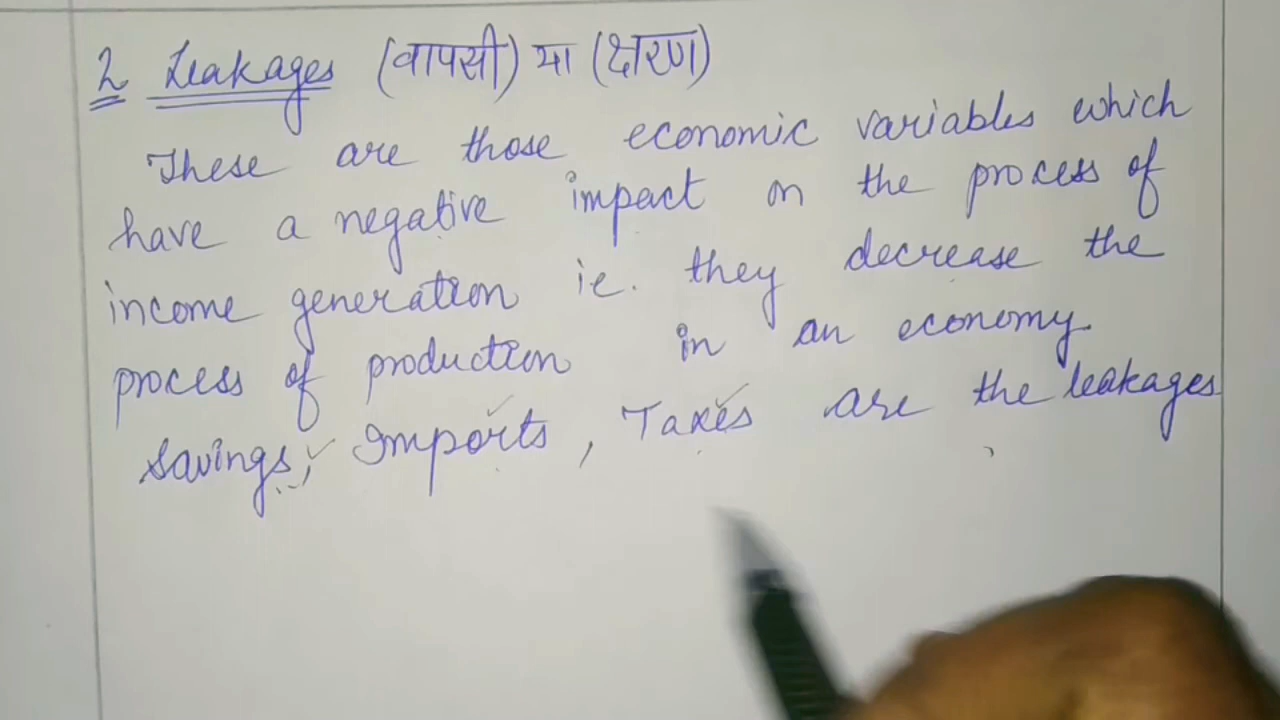 2 Leakages (वापसी) या (क्षरण)
These are those economic variables which
have a negative impact on the process of
income generation ie. they decrease the
process of production in an economy.
Savings, Imports, Taxes are the leakages